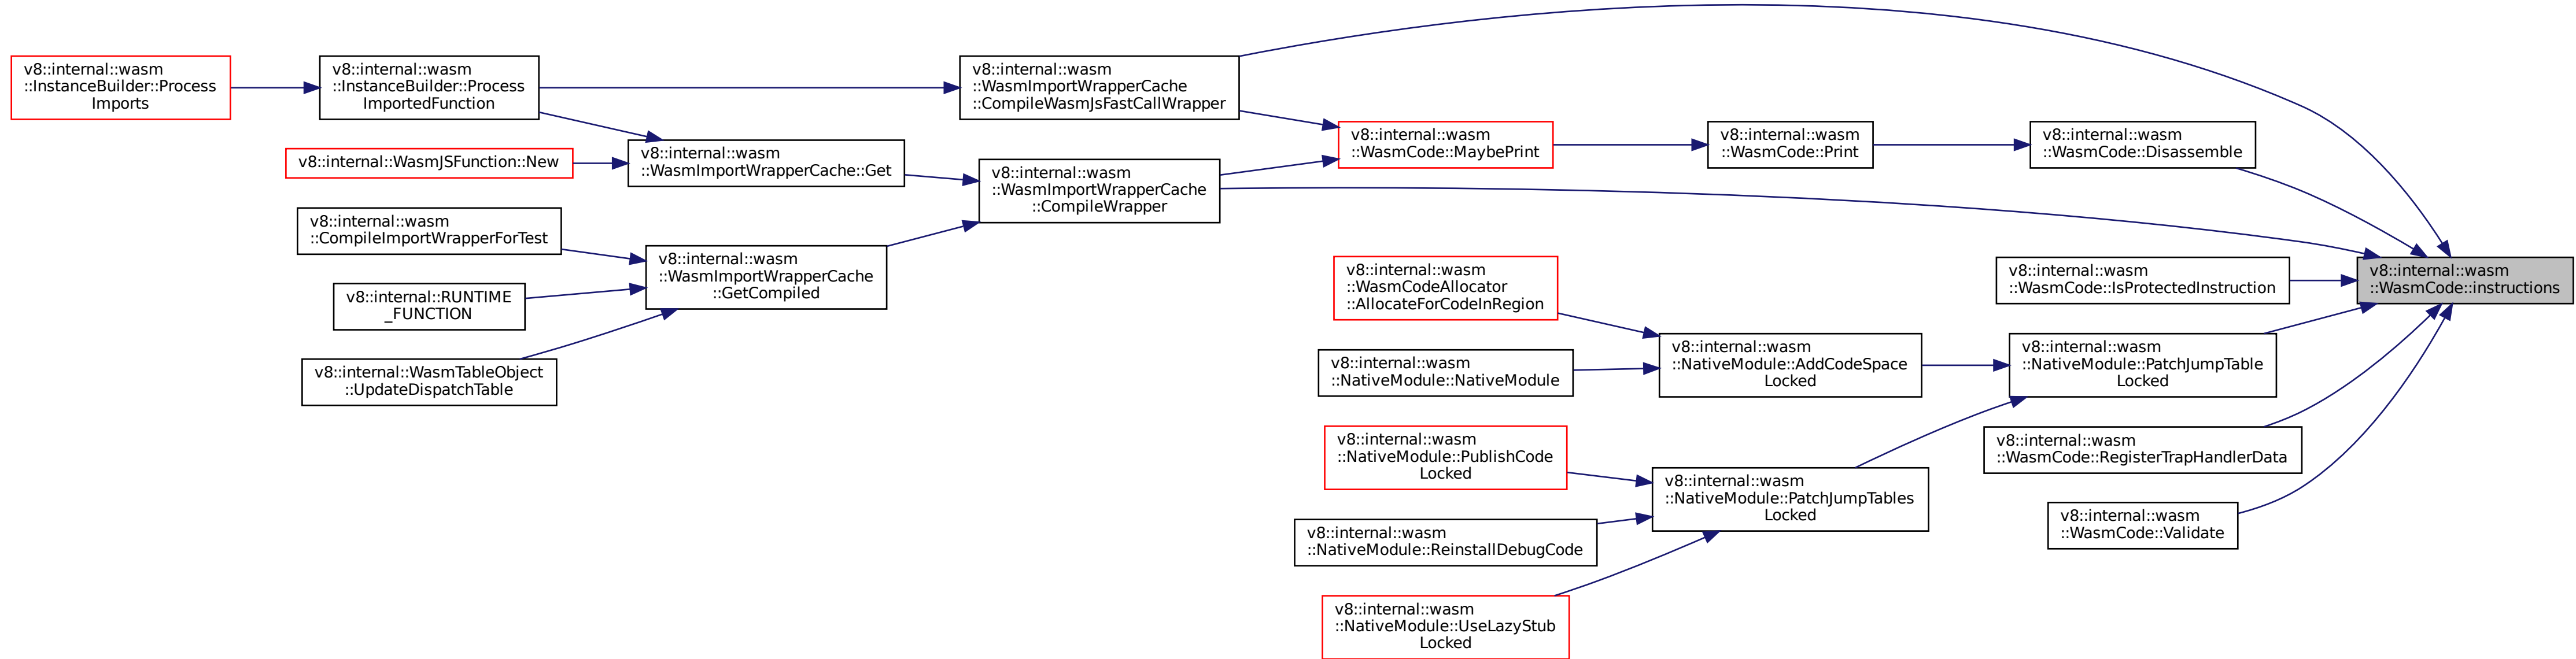 v8::internal::wasm
::InstanceBuilder::Process
Imports
v8::internal::wasm
::InstanceBuilder::Process
ImportedFunction
v8::internal::WasmJSFunction::New
v8::internal::wasm
::CompileImportWrapperForTest
v8::internal::RUNTIME
_FUNCTION
v8::internal::WasmTableObject
::UpdateDispatchTable
v8::internal::wasm
::WasmImportWrapperCache::Get
v8::internal::wasm
::WasmImportWrapperCache
::GetCompiled
v8::internal::wasm
::WasmImportWrapperCache
::CompileWasmJsFastCallWrapper
v8::internal::wasm
::WasmImportWrapperCache
::CompileWrapper
v8::internal::wasm
::WasmCode::MaybePrint
v8::internal::wasm
::WasmCodeAllocator
::AllocateForCodeInRegion
v8::internal::wasm
::NativeModule::NativeModule
v8::internal::wasm
::NativeModule::PublishCode
Locked
v8::internal::wasm
::NativeModule::ReinstallDebugCode
v8::internal::wasm
::NativeModule::UseLazyStub
Locked
v8::internal::wasm
::WasmCode::Print
v8::internal::wasm
::NativeModule::AddCodeSpace
Locked
v8::internal::wasm
::NativeModule::PatchJumpTables
Locked
v8::internal::wasm
::WasmCode::Disassemble
v8::internal::wasm
::WasmCode::IsProtectedInstruction
v8::internal::wasm
::NativeModule::PatchJumpTable
Locked
v8::internal::wasm
::WasmCode::RegisterTrapHandlerData
v8::internal::wasm
::WasmCode::Validate
v8::internal::wasm
::WasmCode::instructions